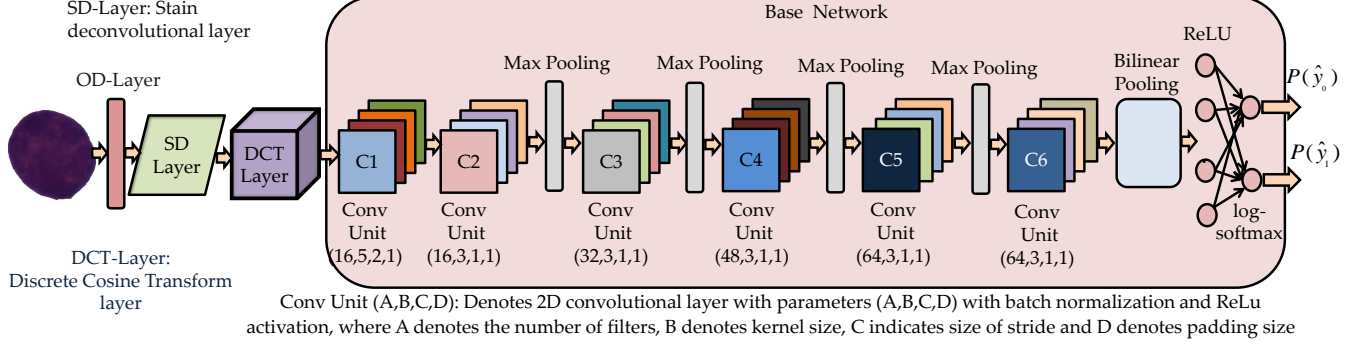 SD-Layer: Stain
deconvolutional layer
Base Network
OD-Layer
SD
Layer
DCT
Layer
DCT-Layer:
Discrete Cosine Transform
layer
C1
Conv
Unit
(16,5,2,1)
C2
Conv
Unit
(16,3,1,1)
Max Pooling
C3
Conv
Unit
(32,3,1,1)
Max Pooling
C4
Conv
Unit
(48,3,1,1)
Max Pooling
C5
Conv
Unit
(64,3,1,1)
Max Pooling
C6
Conv
Unit
(64,3,1,1)
Bilinear
Pooling
ReLU
log-
softmax
P(ŷ₀)
P(ŷ₁)
Conv Unit (A,B,C,D): Denotes 2D convolutional layer with parameters (A,B,C,D) with batch normalization and ReLu
activation, where A denotes the number of filters, B denotes kernel size, C indicates size of stride and D denotes padding size